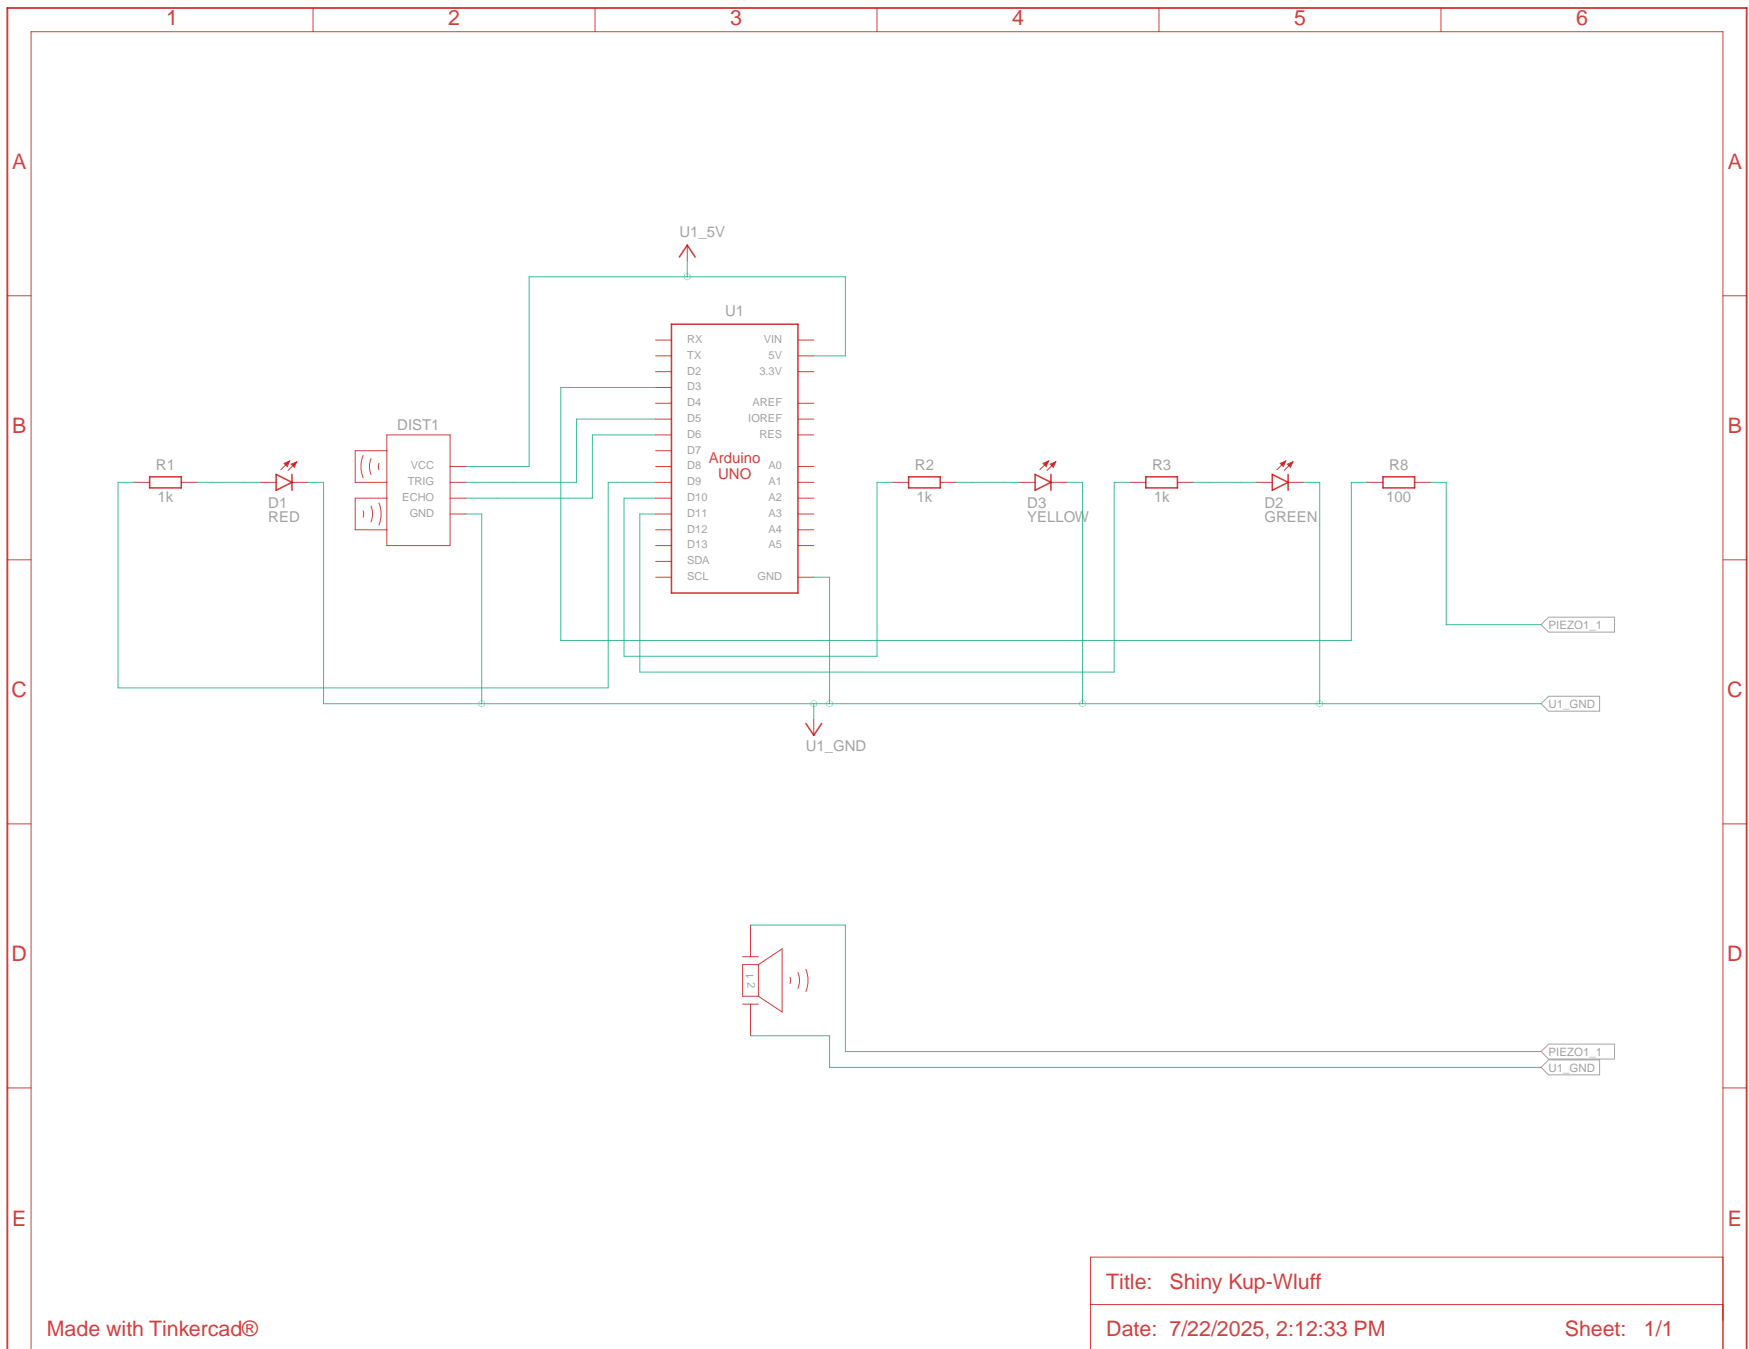 1 2 3 4 5 6
A A
U1_5V
B B
U1
RX VIN
TX 5V
D2 3.3V
D3
D4 AREF
D5 IOREF
D6 RES
D7
D8 A0
D9 A1
D10 A2
D11 A3
D12 A4
D13 A5
SDA
SCL GND
Arduino
UNO
DIST1
VCC
TRIG
ECHO
GND
R1
1k
D1
RED
R2
1k
D3
YELLOW
R3
1k
D2
GREEN
R8
100
PIEZO1_1
C C
U1_GND
U1_GND
D D
1
2
PIEZO1_1
U1_GND
E E
Title: Shiny Kup-Wluff
Made with Tinkercad®
Date: 7/22/2025, 2:12:33 PM Sheet: 1/1